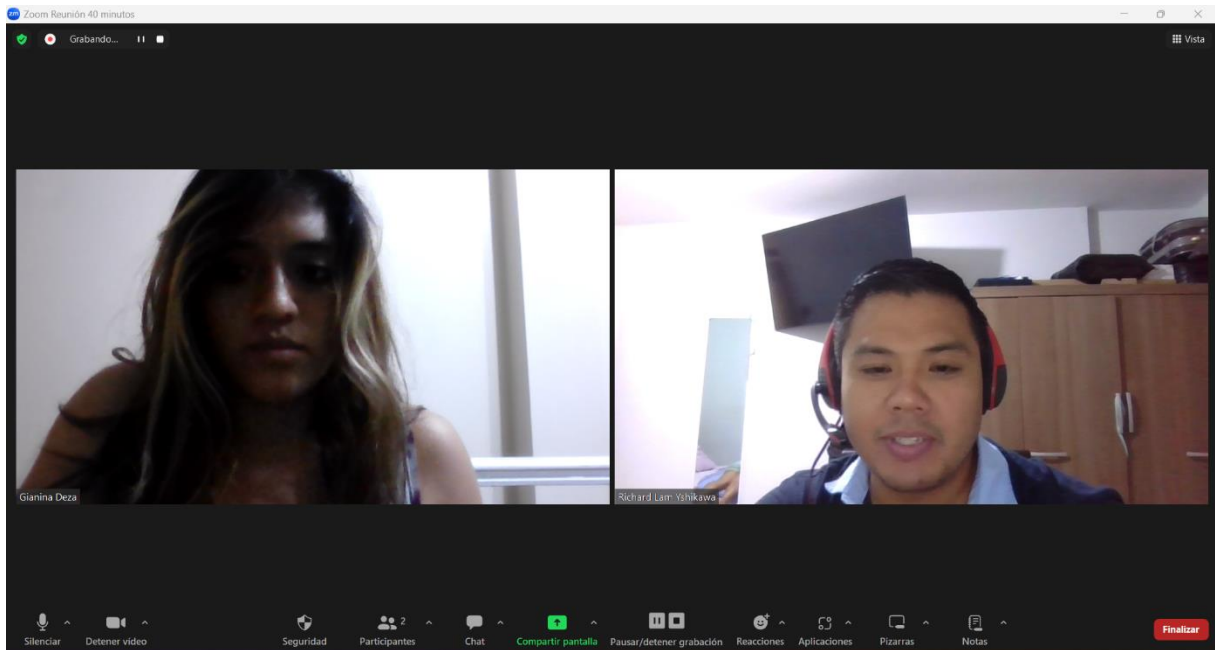 zm Zoom Reunión 40 minutos
Grabando...
Vista
Gianina Deza
Richard Lam Yshikawa
Silenciar
Detener video
Seguridad
Participantes
2
Chat
Compartir pantalla
Pausar/detener grabación
Reacciones
Aplicaciones
Pizarras
Notas
Finalizar